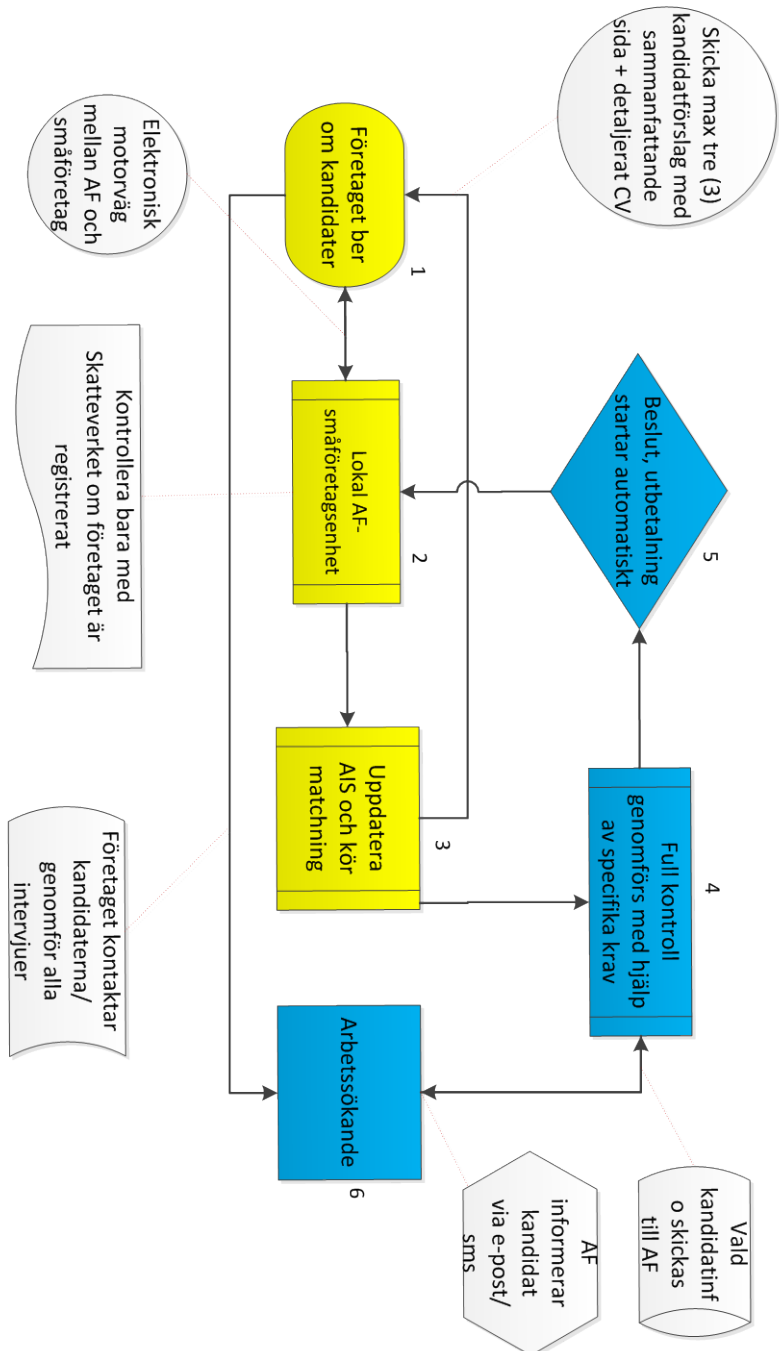 Skicka max tre (3)
kandidatförslag med
sammanfattande
sida + detaljerat CV
5
Beslut, utbetalning
startar automatiskt
4
Full kontroll
genomförs med hjälp
av specifika krav
Vald
kandidatinf
o skickas
till AF
AF
informerar
kandidat
via e-post/
sms
1
Företaget ber
om kandidater
2
Lokal AF-
småföretagsenhet
3
Uppdatera
AIS och kör
matchning
6
Arbetssökande
Elektronisk
motorväg
mellan AF och
småföretag
Kontrollera bara med
Skatteverket om företaget är
registrerat
Företaget kontaktar
kandidaterna/
genomför alla
intervjuer